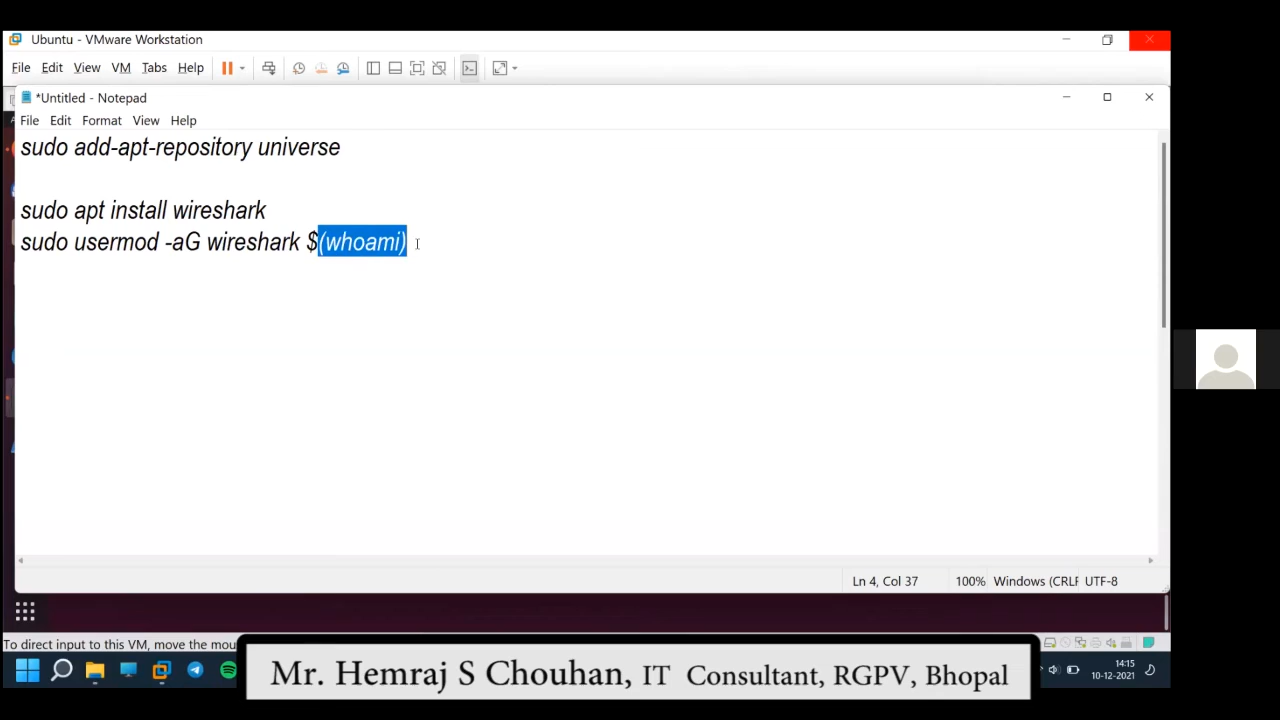 Ubuntu - VMware Workstation
File Edit View VM Tabs Help
*Untitled - Notepad
File Edit Format View Help
sudo add-apt-repository universe
sudo apt install wireshark
sudo usermod -aG wireshark $(whoami)
Ln 4, Col 37 100% Windows (CRLF UTF-8
To direct input to this VM, move the mou
14:15
10-12-2021
Mr. Hemraj S Chouhan, IT Consultant, RGPV, Bhopal